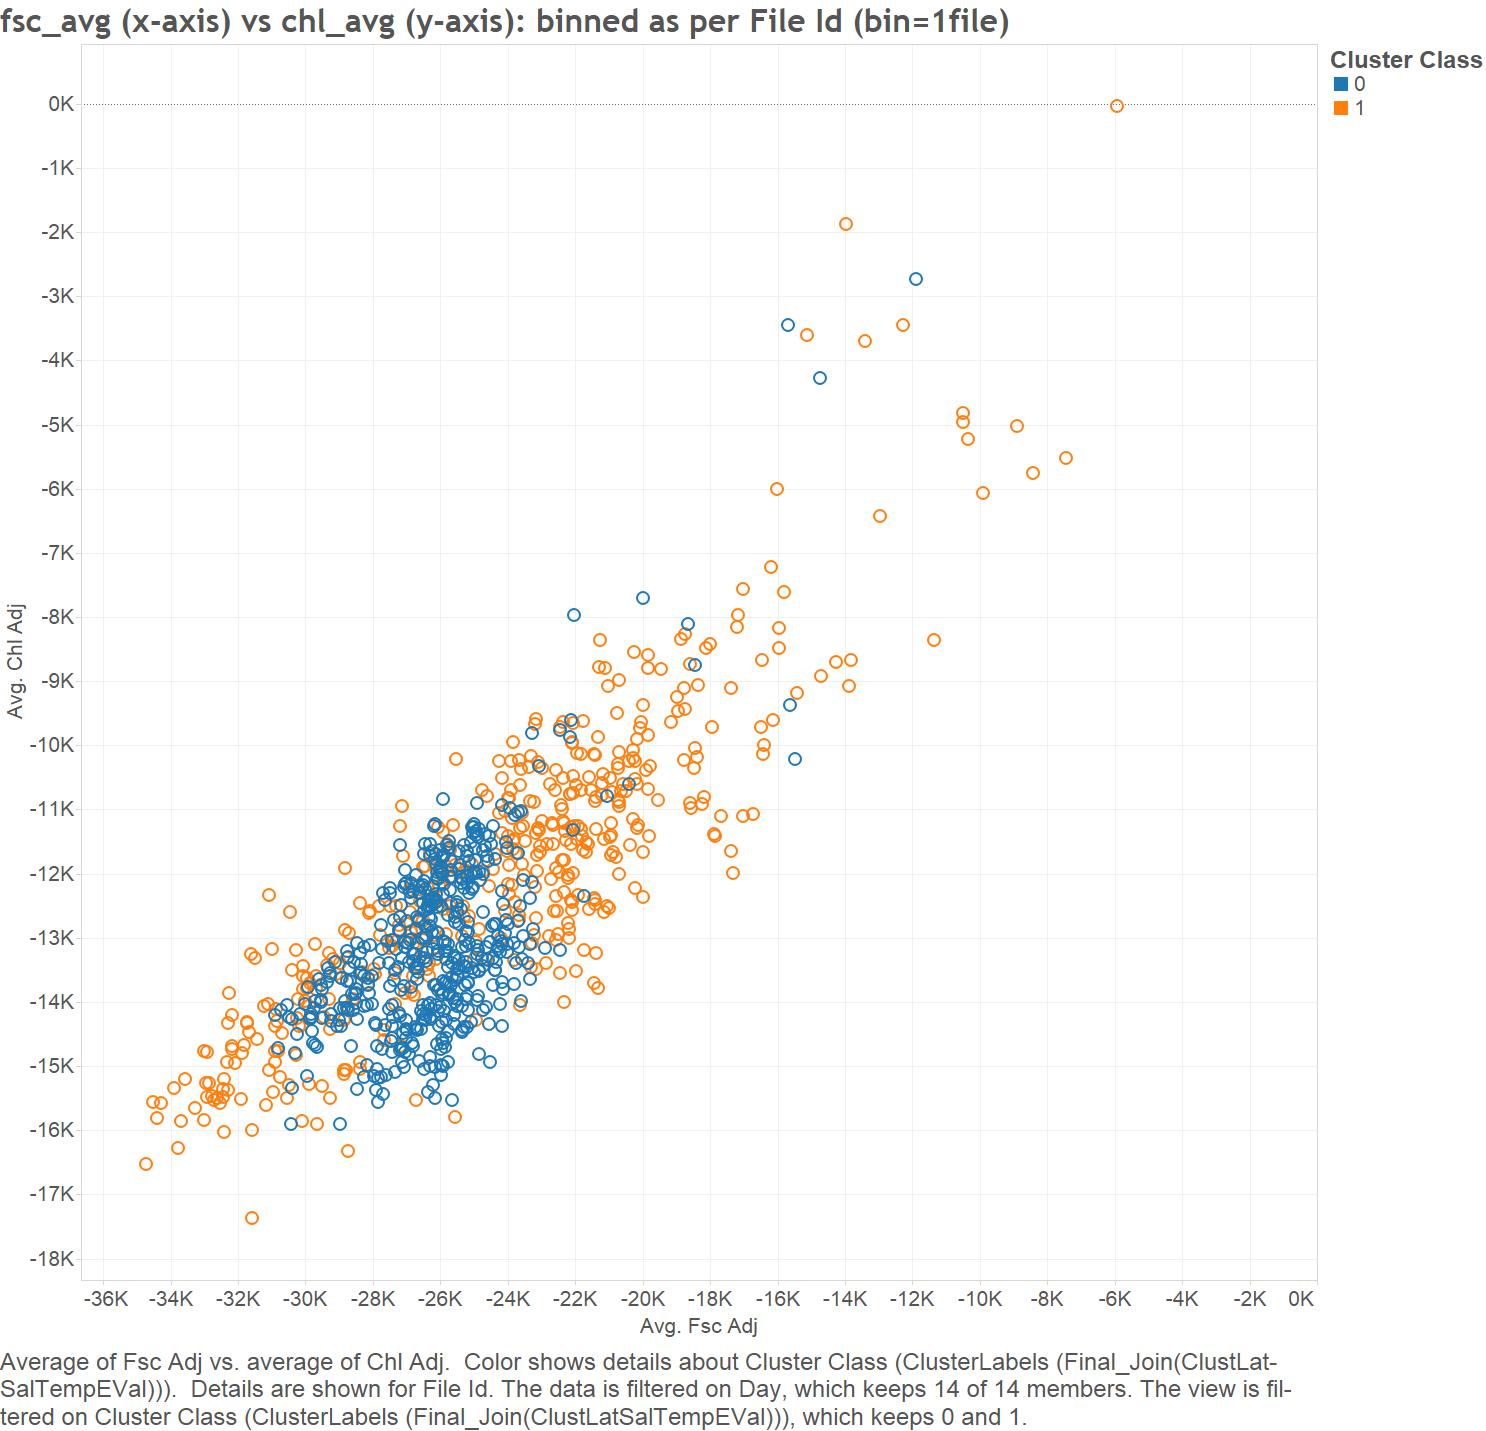 fsc_avg (x-axis) vs chl_avg (y-axis): binned as per File Id (bin=1file)
Cluster Class
0
1
0K
-1K
-2K
-3K
-4K
-5K
-6K
-7K
-8K
-9K
-10K
-11K
-12K
-13K
-14K
-15K
-16K
-17K
-18K
Avg. Chl Adj
-36K -34K -32K -30K -28K -26K -24K -22K -20K -18K -16K -14K -12K -10K -8K -6K -4K -2K 0K
Avg. Fsc Adj
Average of Fsc Adj vs. average of Chl Adj.  Color shows details about Cluster Class (ClusterLabels (Final_Join(ClustLat-
SalTempEVal))).  Details are shown for File Id. The data is filtered on Day, which keeps 14 of 14 members. The view is fil-
tered on Cluster Class (ClusterLabels (Final_Join(ClustLatSalTempEVal))), which keeps 0 and 1.